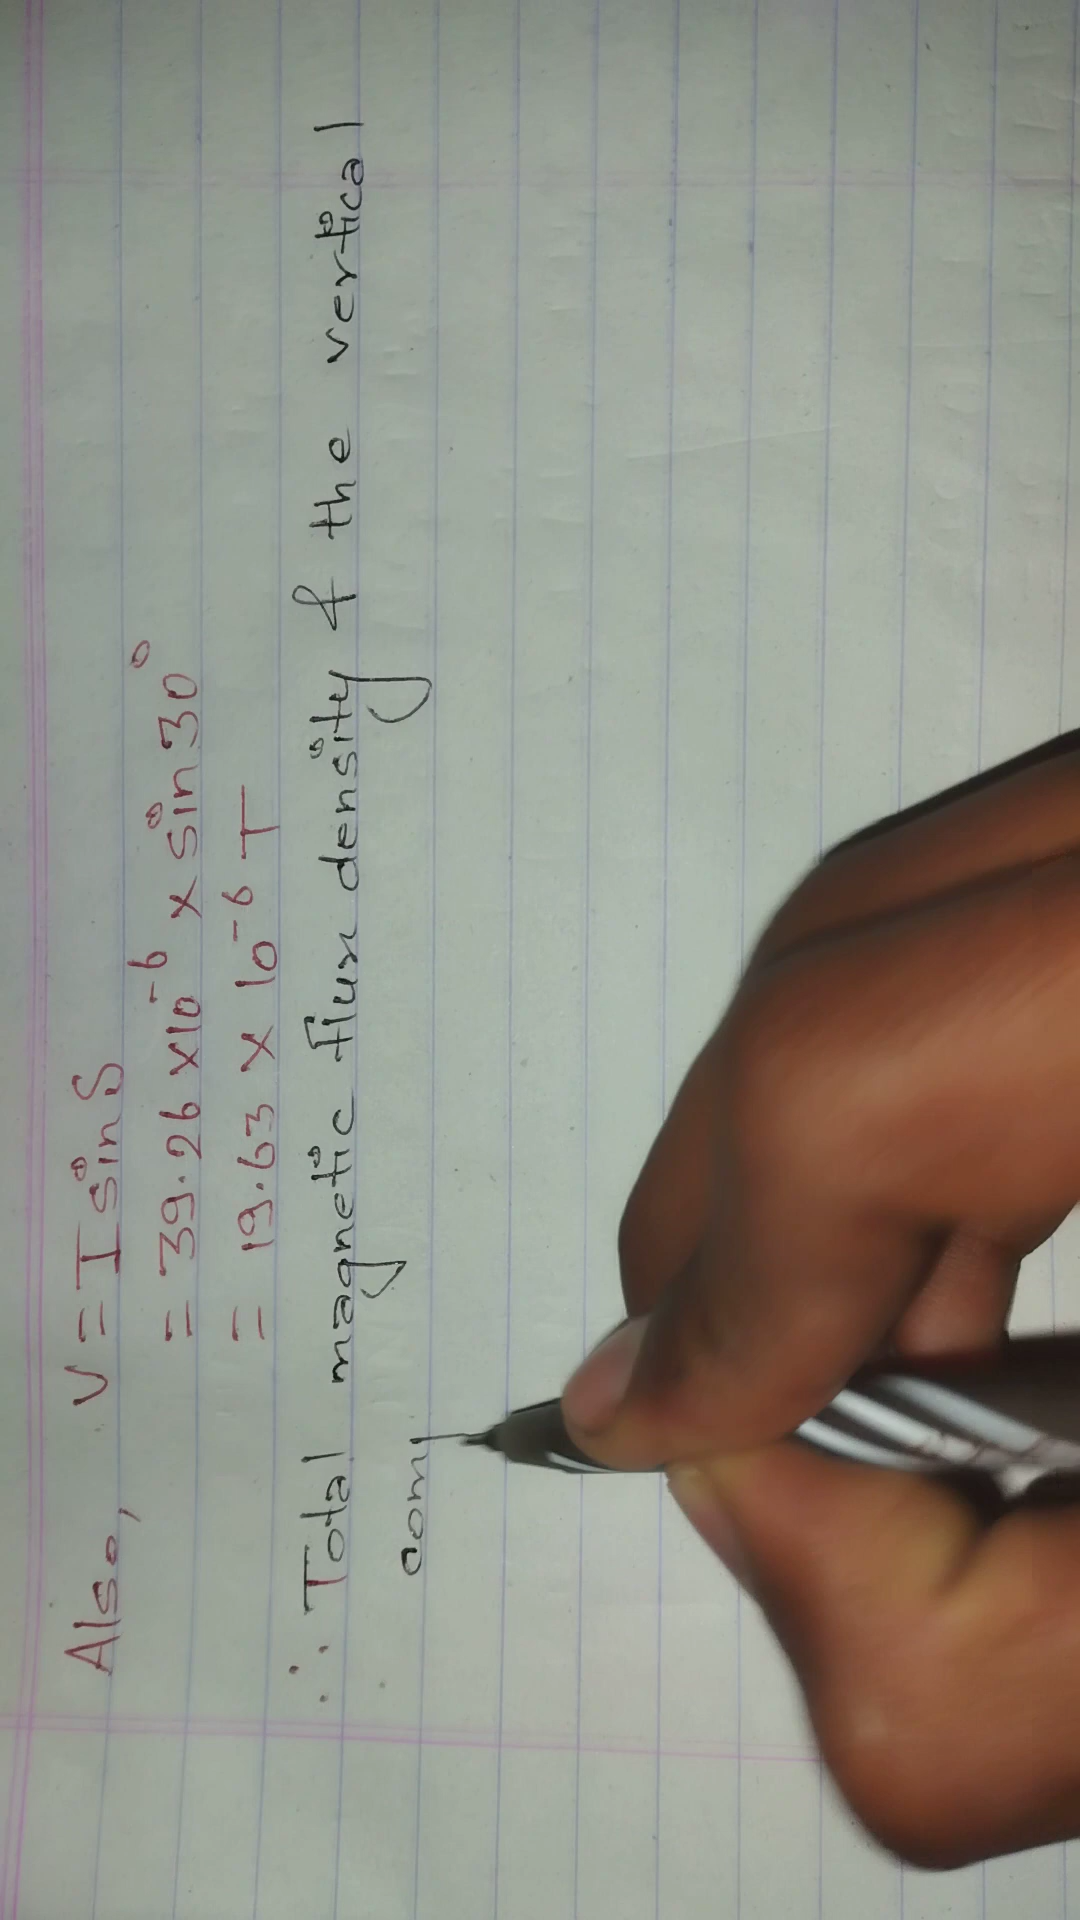 Also, V = I sin δ
= 39.26 × 10⁻⁶ × sin 30°
= 19.63 × 10⁻⁶ T
∴ Total magnetic flux density & the vertical
com